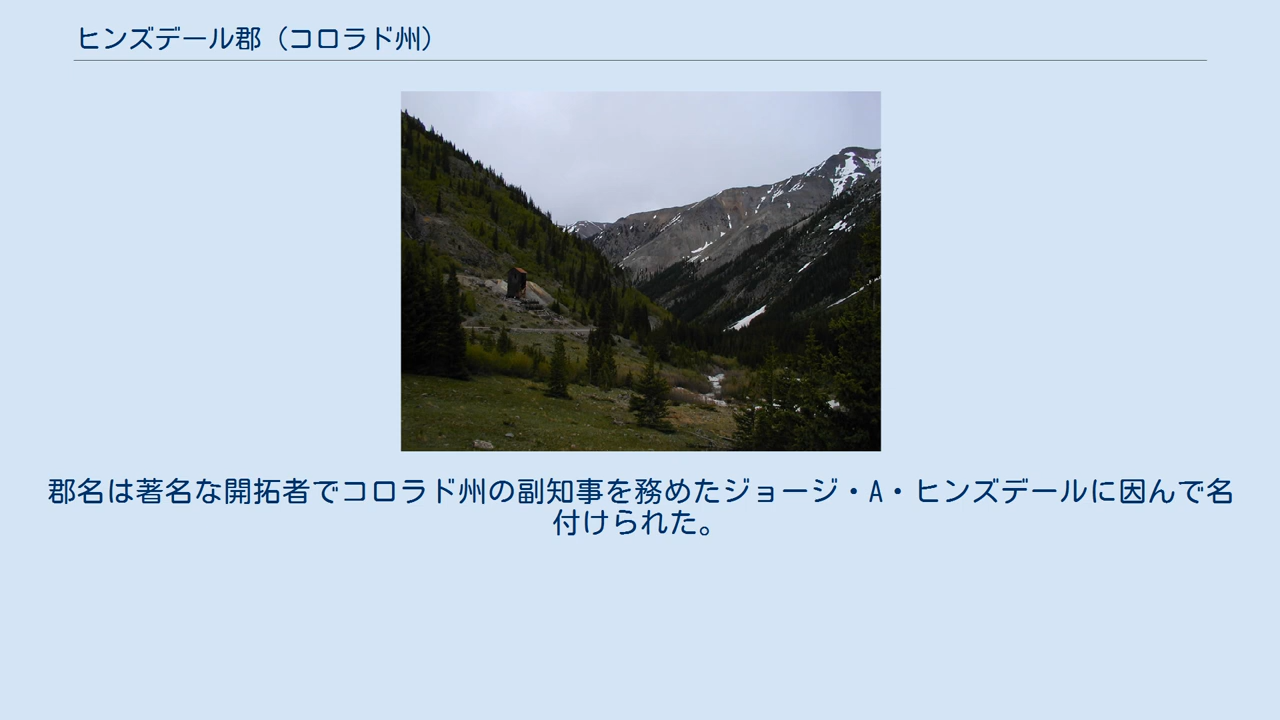 ヒンズデール郡（コロラド州）
郡名は著名な開拓者でコロラド州の副知事を務めたジョージ・A・ヒンズデールに因んで名
付けられた。